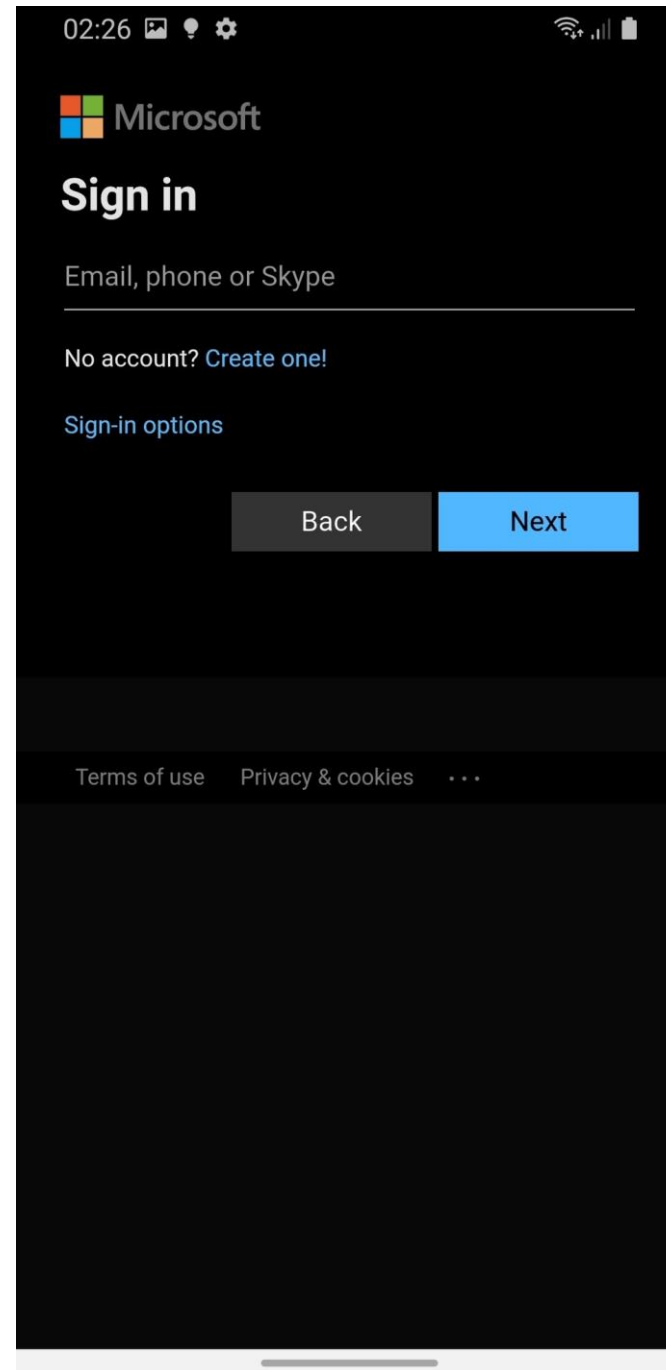 02:26
Microsoft
Sign in
Email, phone or Skype
No account? Create one!
Sign-in options
Back Next
Terms of use Privacy & cookies ...